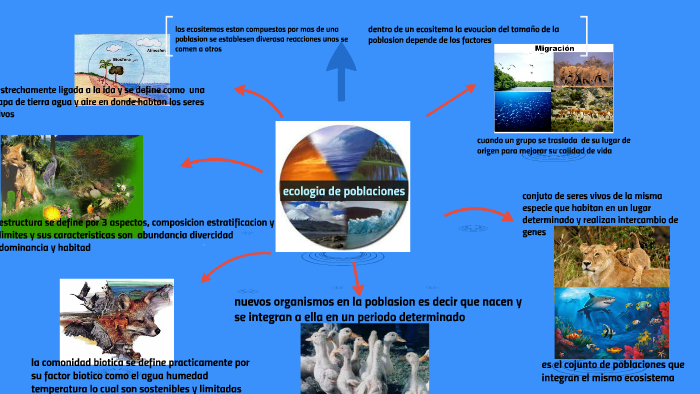 los ecositemas estan compuestos por mos de una
poblasion se establesen diverasa reacciones unos se
comen a otros
dentro de un ecositema la evoucion del tamaño de la
poblasion depende de los factores
Atmosfera
Biosfera
Migración
estrechamente ligada a la ida y se define como una
capa de tierra agua y aire en donde habtan los seres
vivos
cuando un grupo se traslada de su lugar de
origen para mejorar su calidad de vida
ecologia de poblaciones
conjuto de seres vivos de la misma
especie que habitan en un lugar
determinado y realizan intercambio de
genes
estructura se define por 3 aspectos, composicion estratificacion y
limites y sus caracteristicas son abundancia divercidad
dominancia y habitad
nuevos organismos en la poblasion es decir que nacen y
se integran a ella en un periodo determinado
la comonidad biotica se define practicamente por
su factor biotico como el agua humedad
temperatura lo cual son sostenibles y limitadas
es el cojunto de poblaciones que
integran el mismo ecosistema